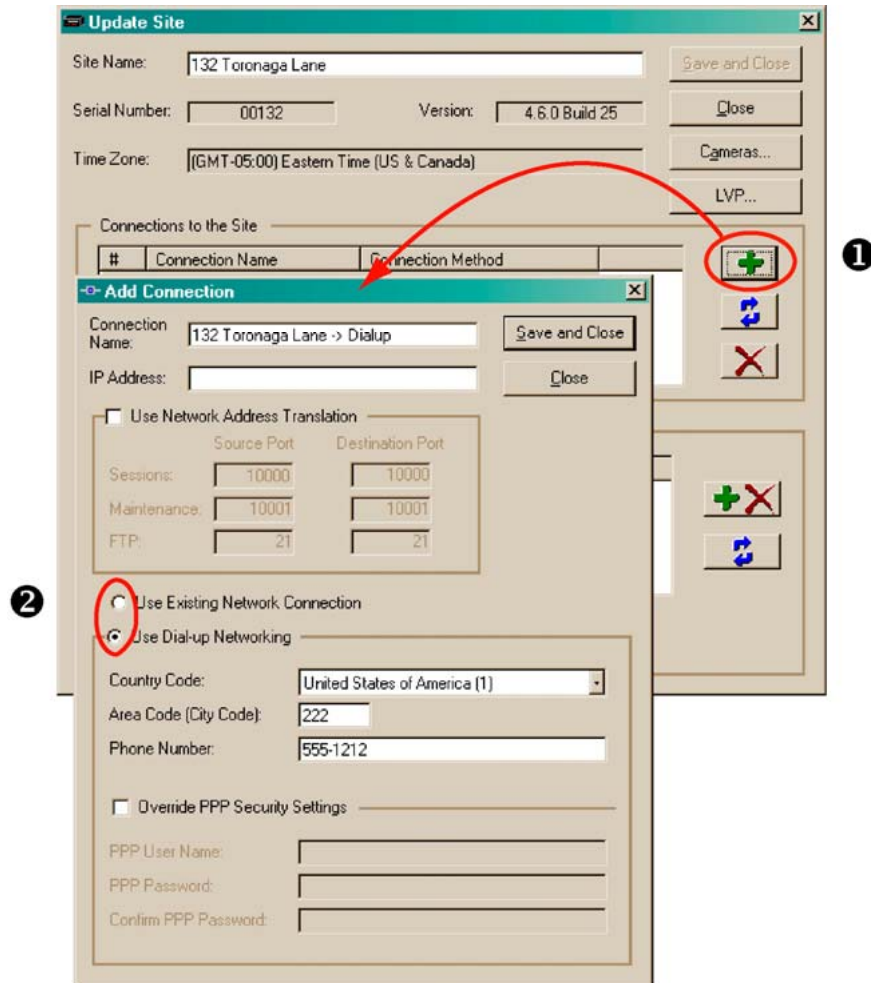 Update Site
Site Name: 132 Toronaga Lane Save and Close
Serial Number: 00132 Version: 4.6.0 Build 25 Close
Time Zone: (GMT-05:00) Eastern Time (US & Canada) Cameras...
LVP...
Connections to the Site
# Connection Name Connection Method
1
Add Connection
Connection Name: 132 Toronaga Lane -> Dialup Save and Close
IP Address: Close
Use Network Address Translation
Source Port Destination Port
Sessions: 10000 10000
Maintenance: 10001 10001
FTP: 21 21
2
Use Existing Network Connection
Use Dial-up Networking
Country Code: United States of America (1)
Area Code (City Code): 222
Phone Number: 555-1212
Override PPP Security Settings
PPP User Name:
PPP Password:
Confirm PPP Password: